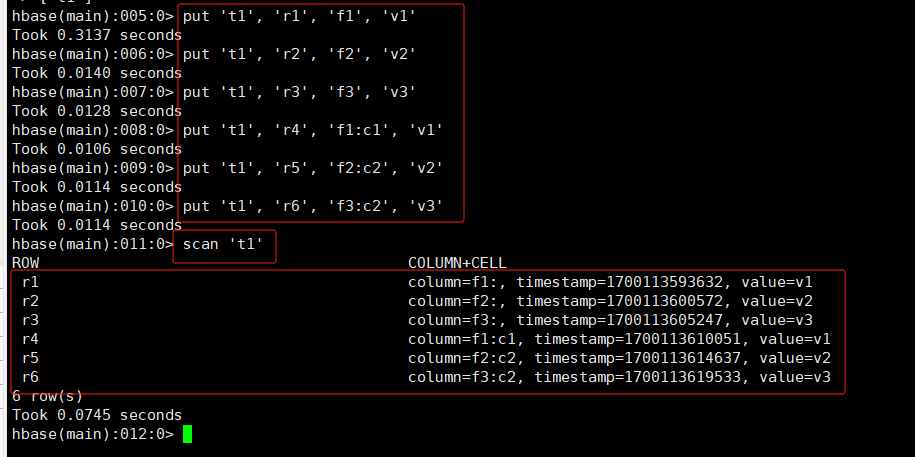 hbase(main):005:0> put 't1', 'r1', 'f1', 'v1'
Took 0.3137 seconds
hbase(main):006:0> put 't1', 'r2', 'f2', 'v2'
Took 0.0140 seconds
hbase(main):007:0> put 't1', 'r3', 'f3', 'v3'
Took 0.0128 seconds
hbase(main):008:0> put 't1', 'r4', 'f1:c1', 'v1'
Took 0.0106 seconds
hbase(main):009:0> put 't1', 'r5', 'f2:c2', 'v2'
Took 0.0114 seconds
hbase(main):010:0> put 't1', 'r6', 'f3:c2', 'v3'
Took 0.0114 seconds
hbase(main):011:0> scan 't1'
ROW COLUMN+CELL
r1 column=f1:, timestamp=1700113593632, value=v1
r2 column=f2:, timestamp=1700113600572, value=v2
r3 column=f3:, timestamp=1700113605247, value=v3
r4 column=f1:c1, timestamp=1700113610051, value=v1
r5 column=f2:c2, timestamp=1700113614637, value=v2
r6 column=f3:c2, timestamp=1700113619533, value=v3
6 row(s)
Took 0.0745 seconds
hbase(main):012:0>